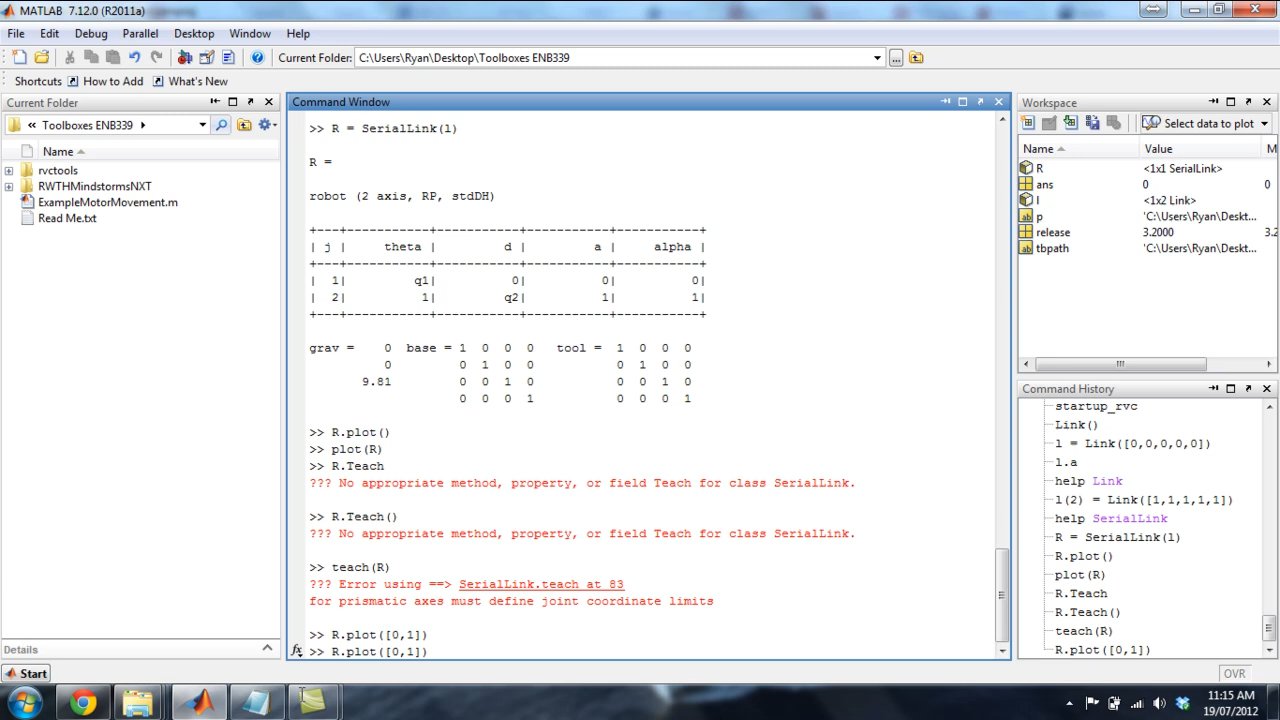 MATLAB 7.12.0 (R2011a)
File Edit Debug Parallel Desktop Window Help
Current Folder: C:\Users\Ryan\Desktop\Toolboxes ENB339
Shortcuts How to Add What's New
Current Folder
« Toolboxes ENB339
Name
rvctools
RWTHMindstormsNXT
ExampleMotorMovement.m
Read Me.txt
Details
Command Window
>> R = SerialLink(l)
R =
robot (2 axis, RP, stdDH)
+---+-----------+-----------+-----------+-----------+
| j | theta | d | a | alpha |
+---+-----------+-----------+-----------+-----------+
| 1| q1| 0| 0| 0|
| 2| 1| q2| 1| 1|
+---+-----------+-----------+-----------+-----------+
grav = 0 base = 1 0 0 0 tool = 1 0 0 0
0 0 1 0 0 0 1 0 0
9.81 0 0 1 0 0 0 1 0
0 0 0 1 0 0 0 1
>> R.plot()
>> plot(R)
>> R.Teach
??? No appropriate method, property, or field Teach for class SerialLink.
>> R.Teach()
??? No appropriate method, property, or field Teach for class SerialLink.
>> teach(R)
??? Error using ==> SerialLink.teach at 83
for prismatic axes must define joint coordinate limits
>> R.plot([0,1])
fx >> R.plot([0,1])
Workspace
Select data to plot
Name Value M
R <1x1 SerialLink>
ans 0 0
l <1x2 Link>
p 'C:\Users\Ryan\Deskt...
release 3.2000 3.2
tbpath 'C:\Users\Ryan\Deskt...
Command History
startup_rvc
Link()
l = Link([0,0,0,0,0])
l.a
help Link
l(2) = Link([1,1,1,1,1])
help SerialLink
R = SerialLink(l)
R.plot()
plot(R)
R.Teach
R.Teach()
teach(R)
R.plot([0,1])
Start
OVR
11:15 AM
19/07/2012